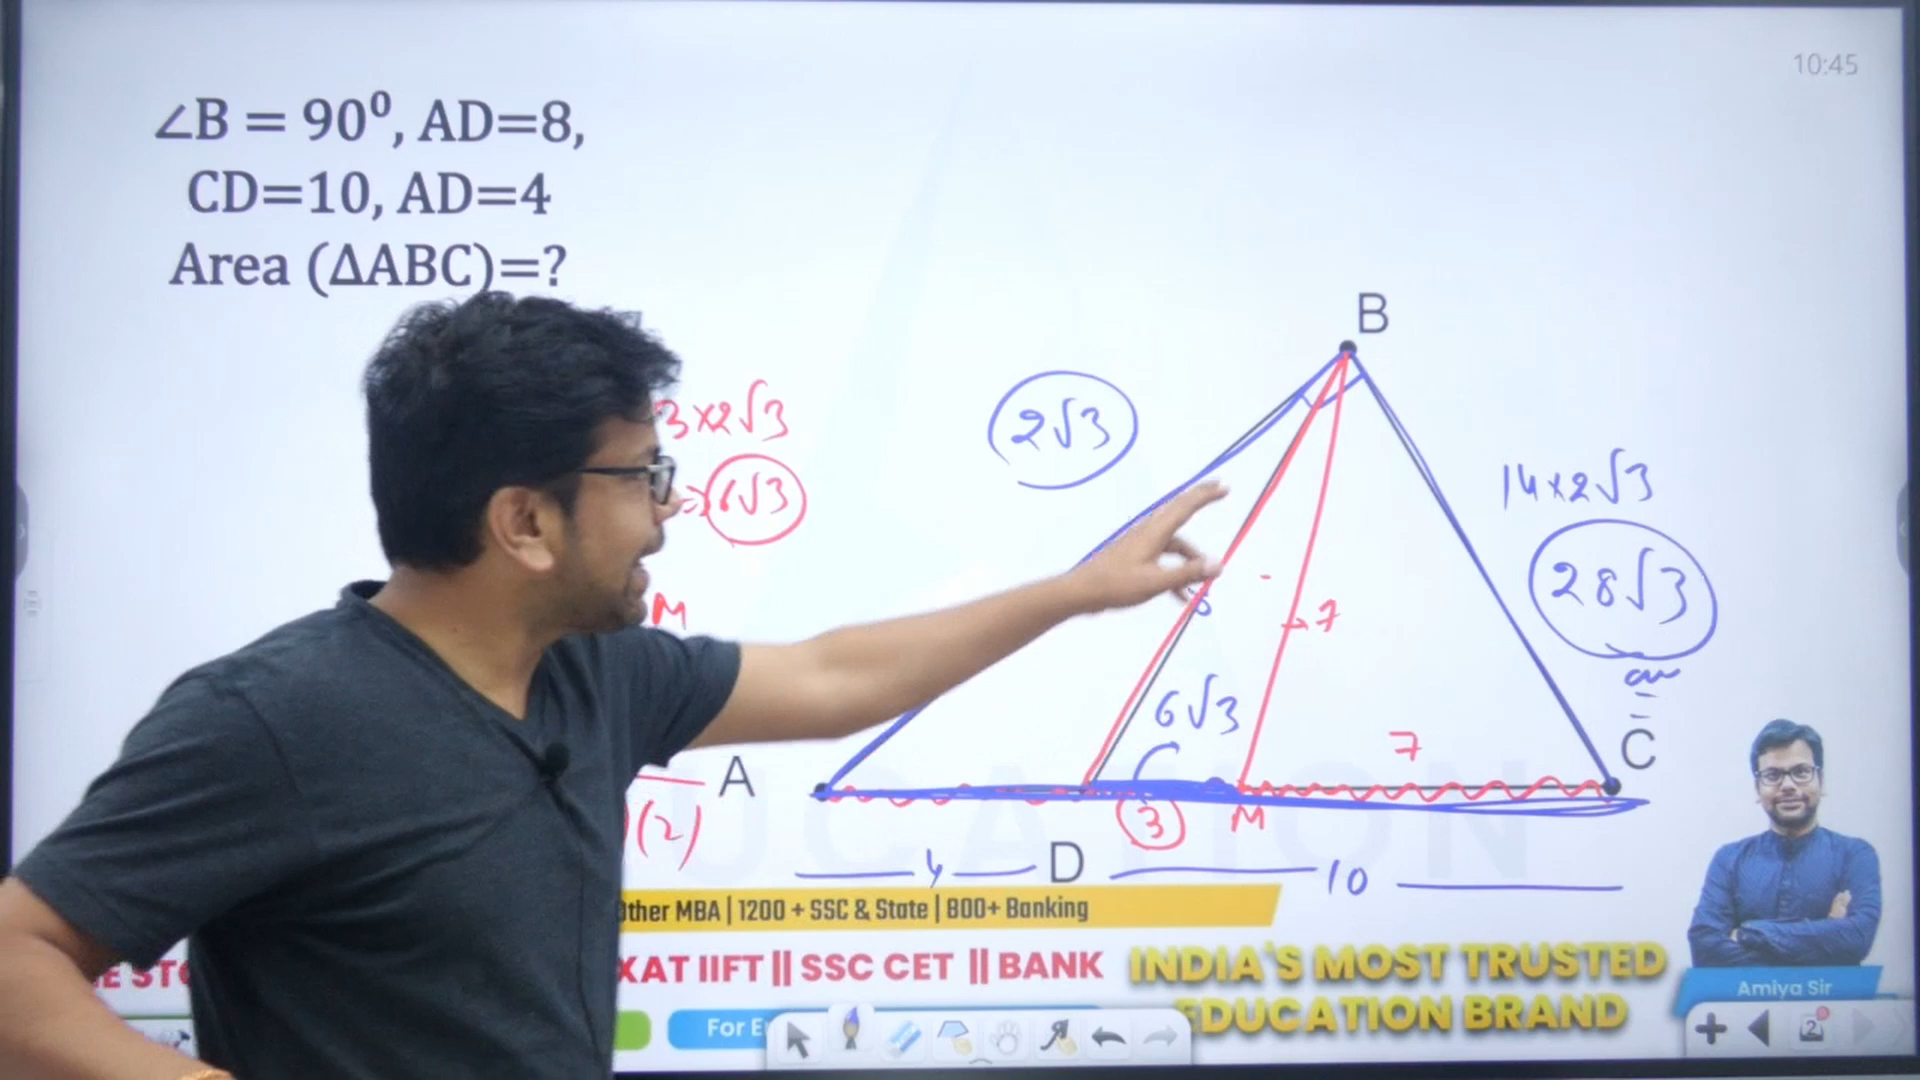 10:45
∠B = 90⁰, AD=8,
CD=10, AD=4
Area (ΔABC)=?
B
3×2√3
2√3
6√3
14×2√3
28√3
M
7
6√3
7
C
A
)(2)
3
M
4
D
10
Other MBA | 1200 + SSC & State | 800+ Banking
XAT IIFT || SSC CET || BANK
INDIA'S MOST TRUSTED
EDUCATION BRAND
Amiya Sir
For E
2